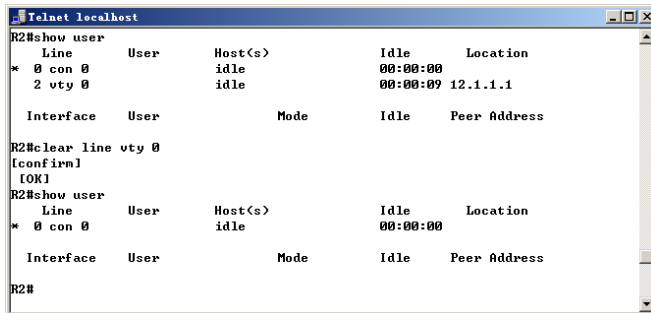 Telnet localhost
R2#show user
    Line       User       Host(s)              Idle       Location
*  0 con 0                idle                 00:00:00
   2 vty 0                idle                 00:00:09 12.1.1.1
  Interface    User               Mode         Idle     Peer Address
R2#clear line vty 0
[confirm]
 [OK]
R2#show user
    Line       User       Host(s)              Idle       Location
*  0 con 0                idle                 00:00:00
  Interface    User               Mode         Idle     Peer Address
R2#